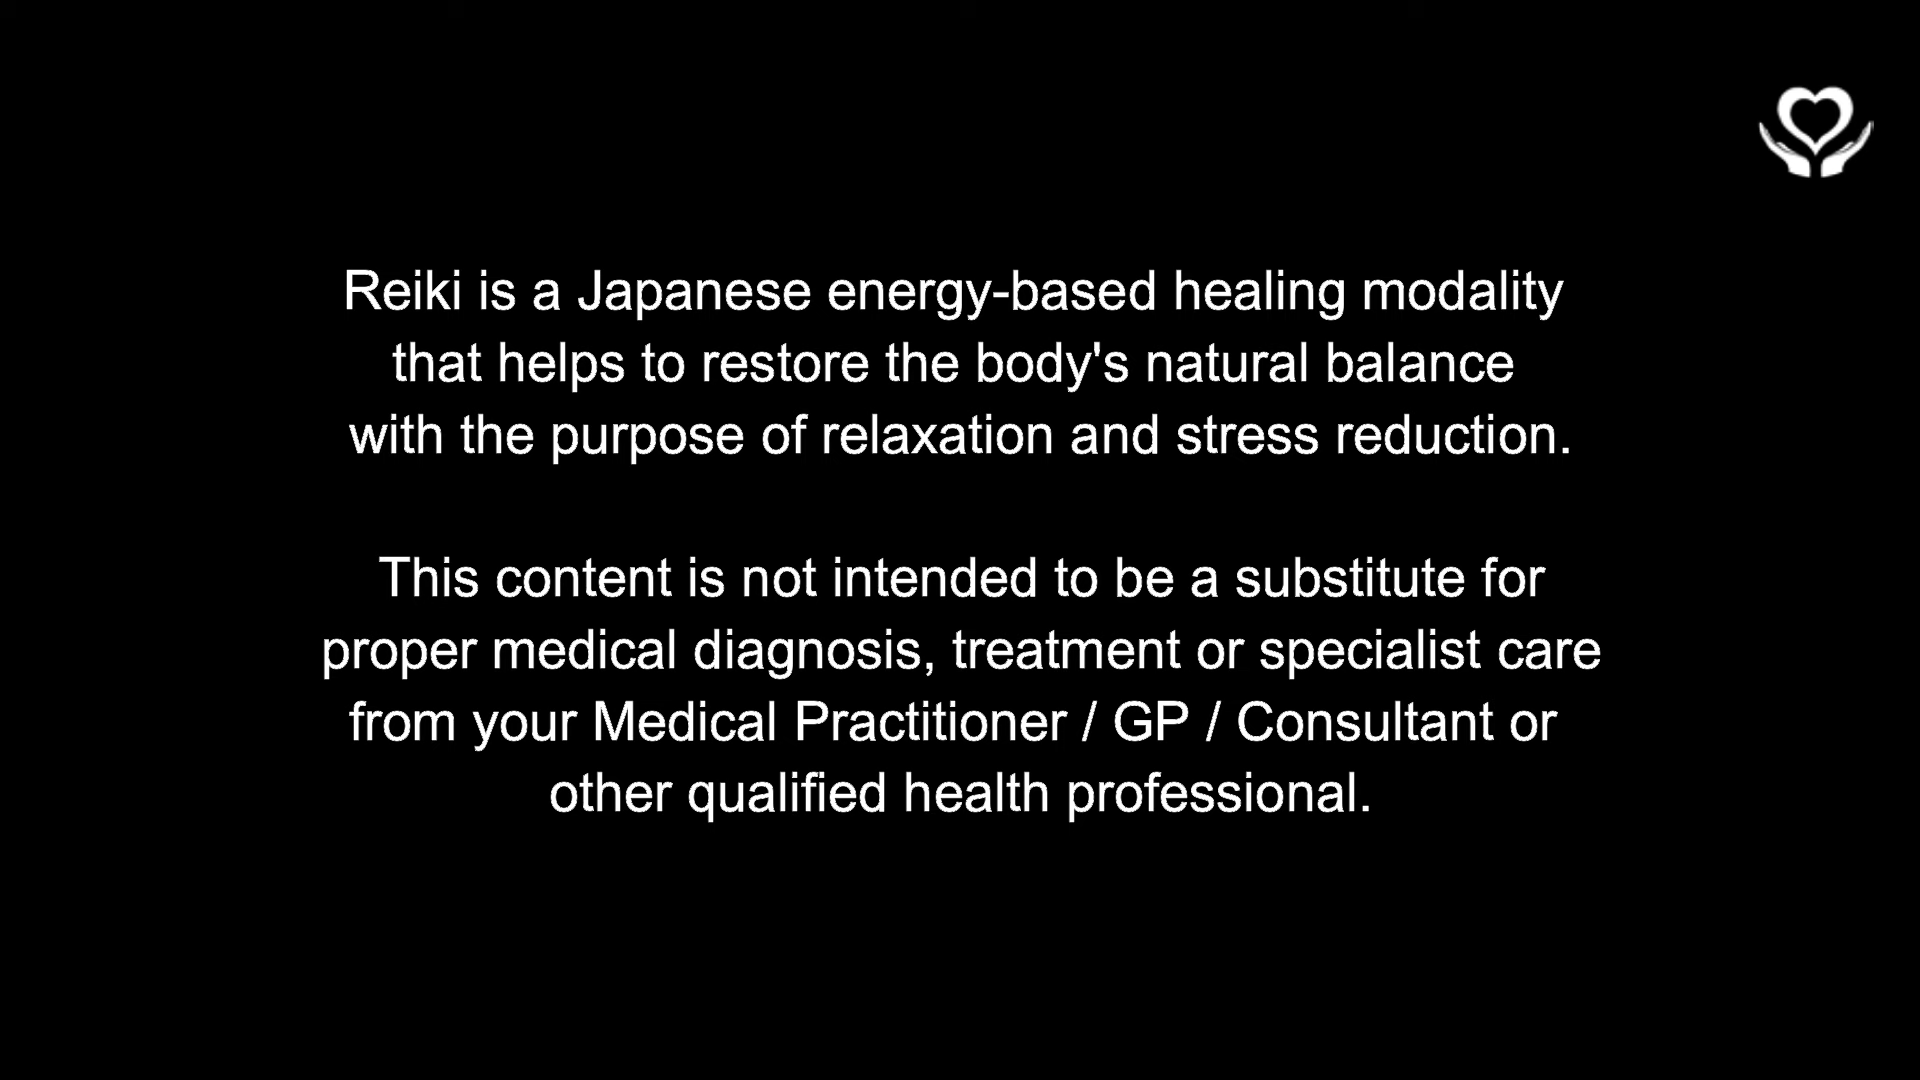 Reiki is a Japanese energy-based healing modality
that helps to restore the body's natural balance
with the purpose of relaxation and stress reduction.
This content is not intended to be a substitute for
proper medical diagnosis, treatment or specialist care
from your Medical Practitioner / GP / Consultant or
other qualified health professional.